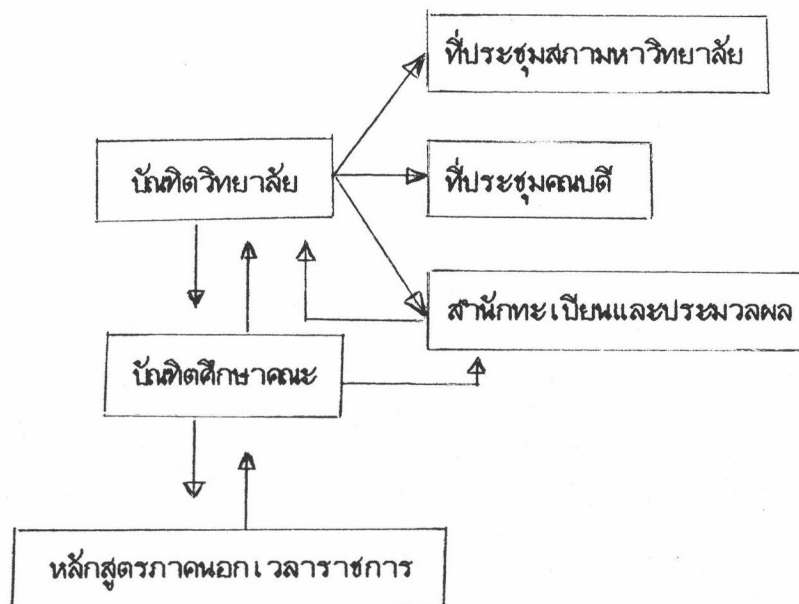 ที่ประชุมสภามหาวิทยาลัย
บัณฑิตวิทยาลัย
ที่ประชุมคณบดี
สำนักทะเบียนและประมวลผล
บัณฑิตศึกษาคณะ
หลักสูตรภาคนอกเวลาราชการ